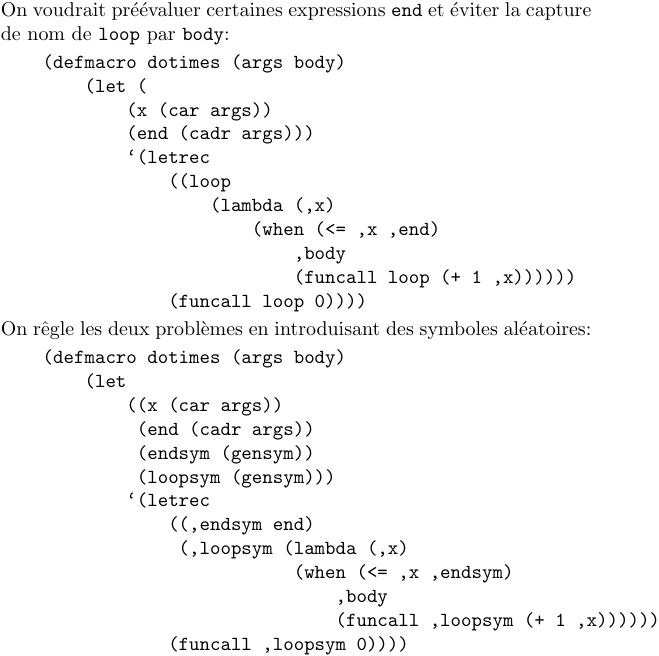 On voudrait préévaluer certaines expressions end et éviter la capture
de nom de loop par body:
(defmacro dotimes (args body)
(let (
(x (car args))
(end (cadr args)))
‘(letrec
((loop
(lambda (,x)
(when (<= ,x ,end)
,body
(funcall loop (+ 1 ,x))))))
(funcall loop 0))))
On règle les deux problèmes en introduisant des symboles aléatoires:
(defmacro dotimes (args body)
(let
((x (car args))
(end (cadr args))
(endsym (gensym))
(loopsym (gensym)))
‘(letrec
((,endsym end)
(,loopsym (lambda (,x)
(when (<= ,x ,endsym)
,body
(funcall ,loopsym (+ 1 ,x))))))
(funcall ,loopsym 0))))